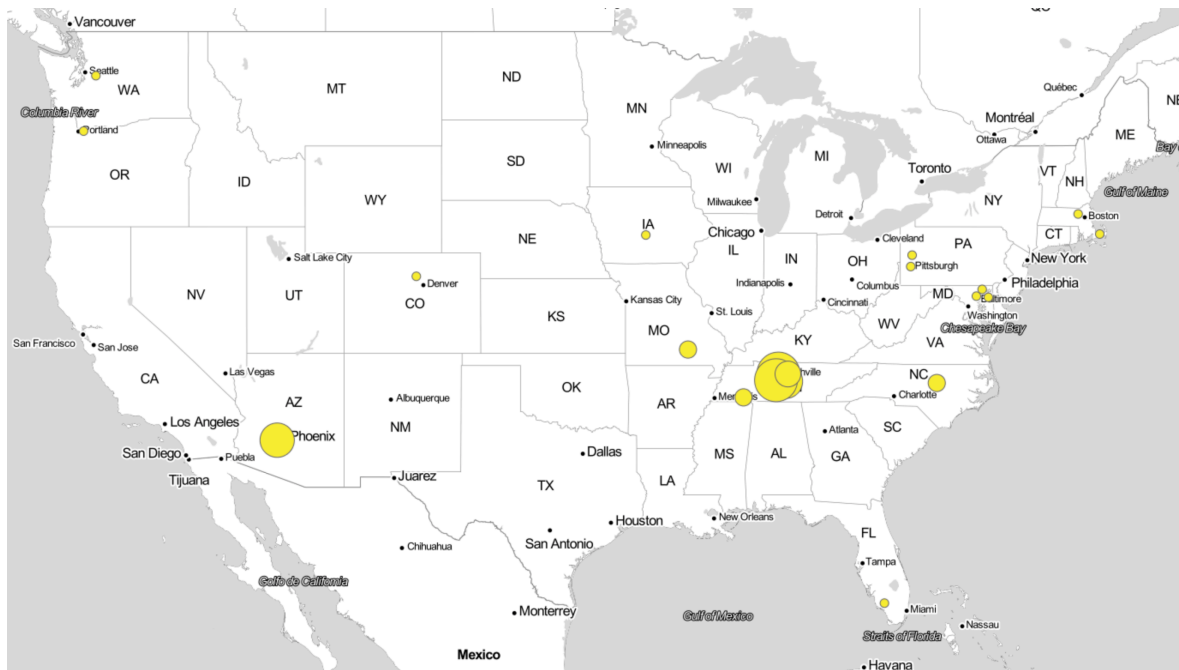 QC
Vancouver
Seattle
WA
MT
ND
MN
Québec
NE
Columbia River
Portland
Montréal
Ottawa
ME
Minneapolis
Bay
OR
ID
SD
WI
MI
Toronto
VT
NH
WY
NY
Gulf of Maine
Milwaukee
Detroit
Boston
IA
Chicago
CT
NE
Cleveland
PA
Salt Lake City
IL
IN
OH
Pittsburgh
New York
NV
UT
Denver
Indianapolis
Columbus
Philadelphia
CO
Kansas City
Cincinnati
MD
Baltimore
KS
St. Louis
WV
Washington
MO
Chesapeake Bay
San Francisco
San Jose
KY
VA
CA
Las Vegas
ville
NC
OK
AZ
Albuquerque
AR
Mem
s
Charlotte
Los Angeles
NM
SC
Phoenix
Atlanta
San Diego
Puebla
Dallas
MS
AL
GA
Tijuana
Juarez
TX
LA
Houston
New Orleans
San Antonio
FL
Chihuahua
Tampa
Golfo de California
Monterrey
Gulf of Mexico
Miami
Nassau
Straits of Florida
Mexico
Havana